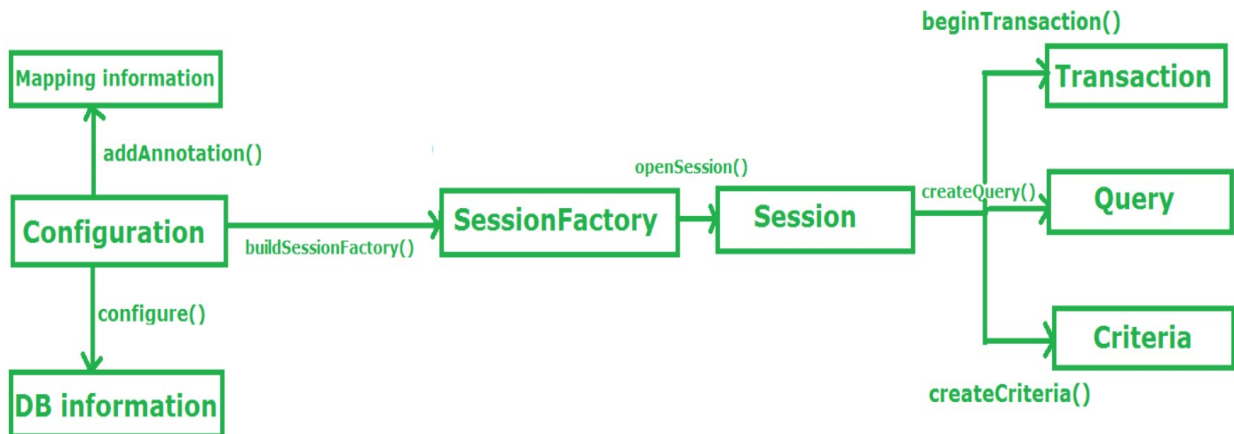 beginTransaction()
Mapping information
Transaction
addAnnotation()
openSession()
createQuery()
Query
Configuration
SessionFactory
Session
buildSessionFactory()
configure()
Criteria
createCriteria()
DB information